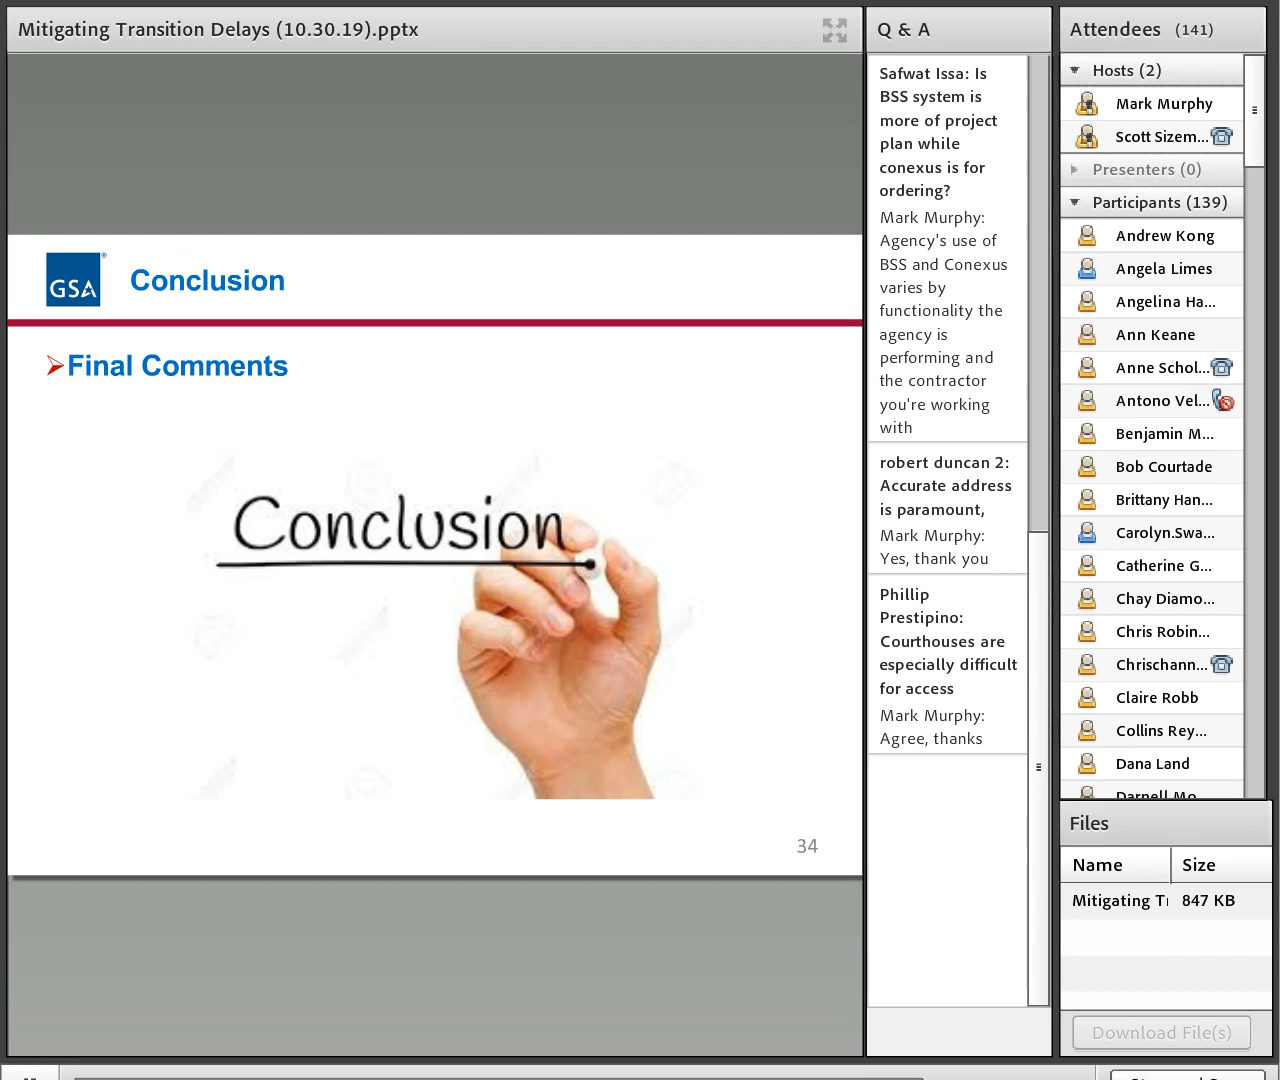 Mitigating Transition Delays (10.30.19).pptx
GSA
Conclusion
Final Comments
Conclusion
34
Q & A
Safwat Issa: Is
BSS system is
more of project
plan while
conexus is for
ordering?
Mark Murphy:
Agency's use of
BSS and Conexus
varies by
functionality the
agency is
performing and
the contractor
you're working
with
robert duncan 2:
Accurate address
is paramount,
Mark Murphy:
Yes, thank you
Phillip
Prestipino:
Courthouses are
especially difficult
for access
Mark Murphy:
Agree, thanks
Attendees (141)
Hosts (2)
Mark Murphy
Scott Sizem...
Presenters (0)
Participants (139)
Andrew Kong
Angela Limes
Angelina Ha...
Ann Keane
Anne Schol...
Antono Vel...
Benjamin M...
Bob Courtade
Brittany Han...
Carolyn.Swa...
Catherine G...
Chay Diamo...
Chris Robin...
Chrischann...
Claire Robb
Collins Rey...
Dana Land
Darnell Mo...
Files
Name Size
Mitigating 847 KB
Download File(s)